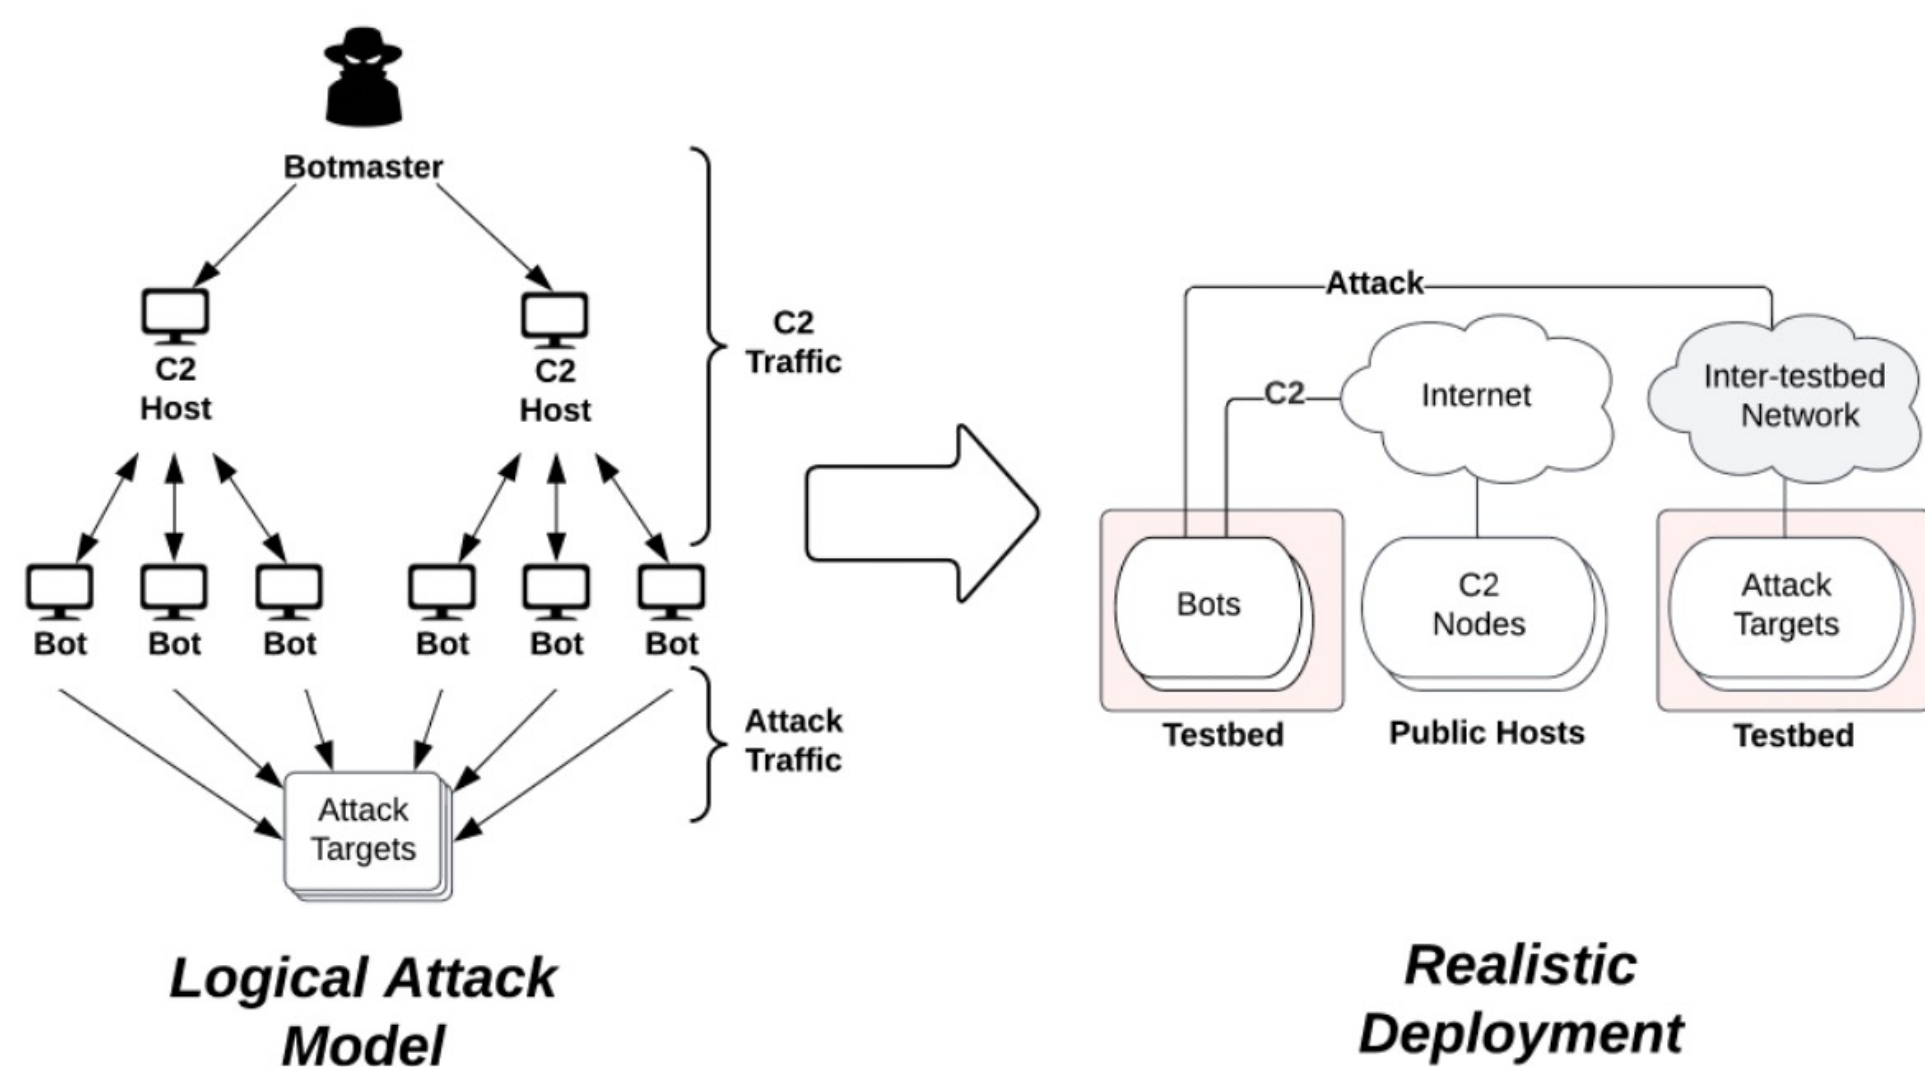 Botmaster
C2
Host
C2
Host
C2
Traffic
Bot
Bot
Bot
Bot
Bot
Bot
Attack
Traffic
Attack
Targets
Logical Attack
Model
Attack
C2
Internet
Inter-testbed
Network
Bots
C2
Nodes
Attack
Targets
Testbed
Public Hosts
Testbed
Realistic
Deployment